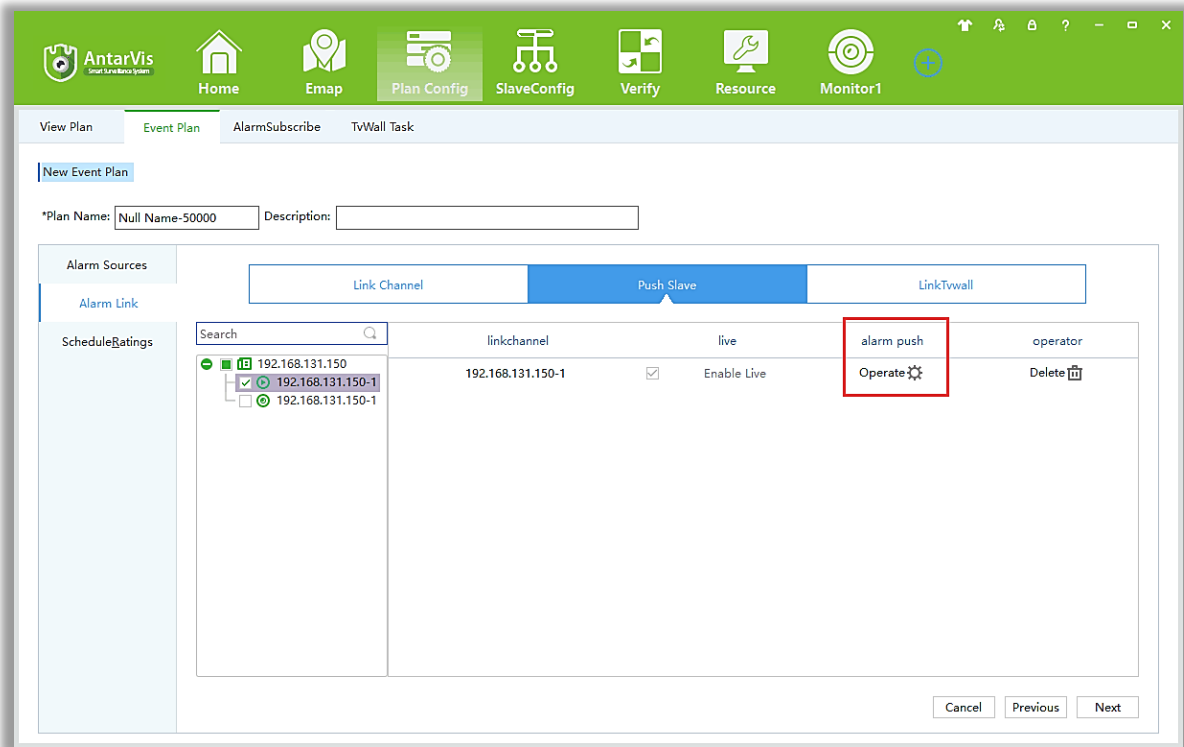 AntarVis
Smart Surveillance System
Home
Emap
Plan Config
SlaveConfig
Verify
Resource
Monitor1
View Plan
Event Plan
AlarmSubscribe
TvWall Task
New Event Plan
*Plan Name: Null Name-50000 Description:
Alarm Sources
Alarm Link
ScheduleRatings
Link Channel
Push Slave
LinkTvwall
Search
192.168.131.150
192.168.131.150-1
192.168.131.150-1
linkchannel live alarm push operator
192.168.131.150-1 Enable Live Operate Delete
Cancel Previous Next